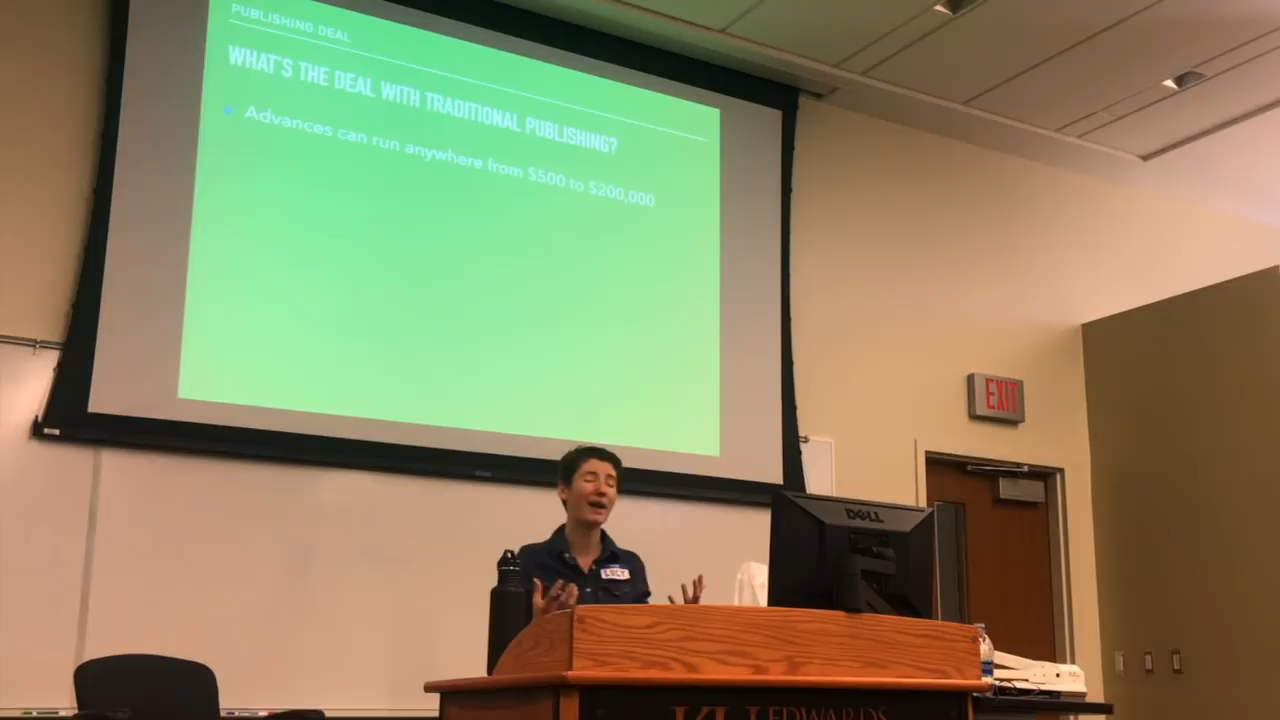 PUBLISHING DEAL
WHAT'S THE DEAL WITH TRADITIONAL PUBLISHING?
Advances can run anywhere from $500 to $200,000
EXIT
DELL
LUCY
KU EDWARDS